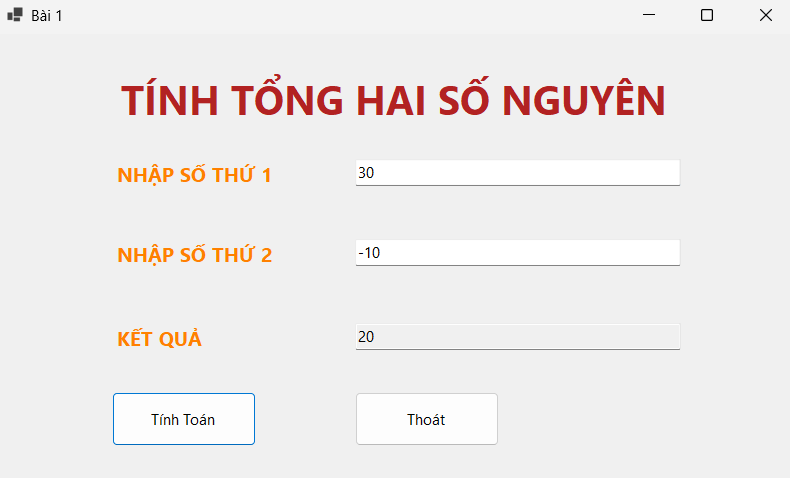 Bài 1
TÍNH TỔNG HAI SỐ NGUYÊN
NHẬP SỐ THỨ 1
30
NHẬP SỐ THỨ 2
-10
KẾT QUẢ
20
Tính Toán
Thoát